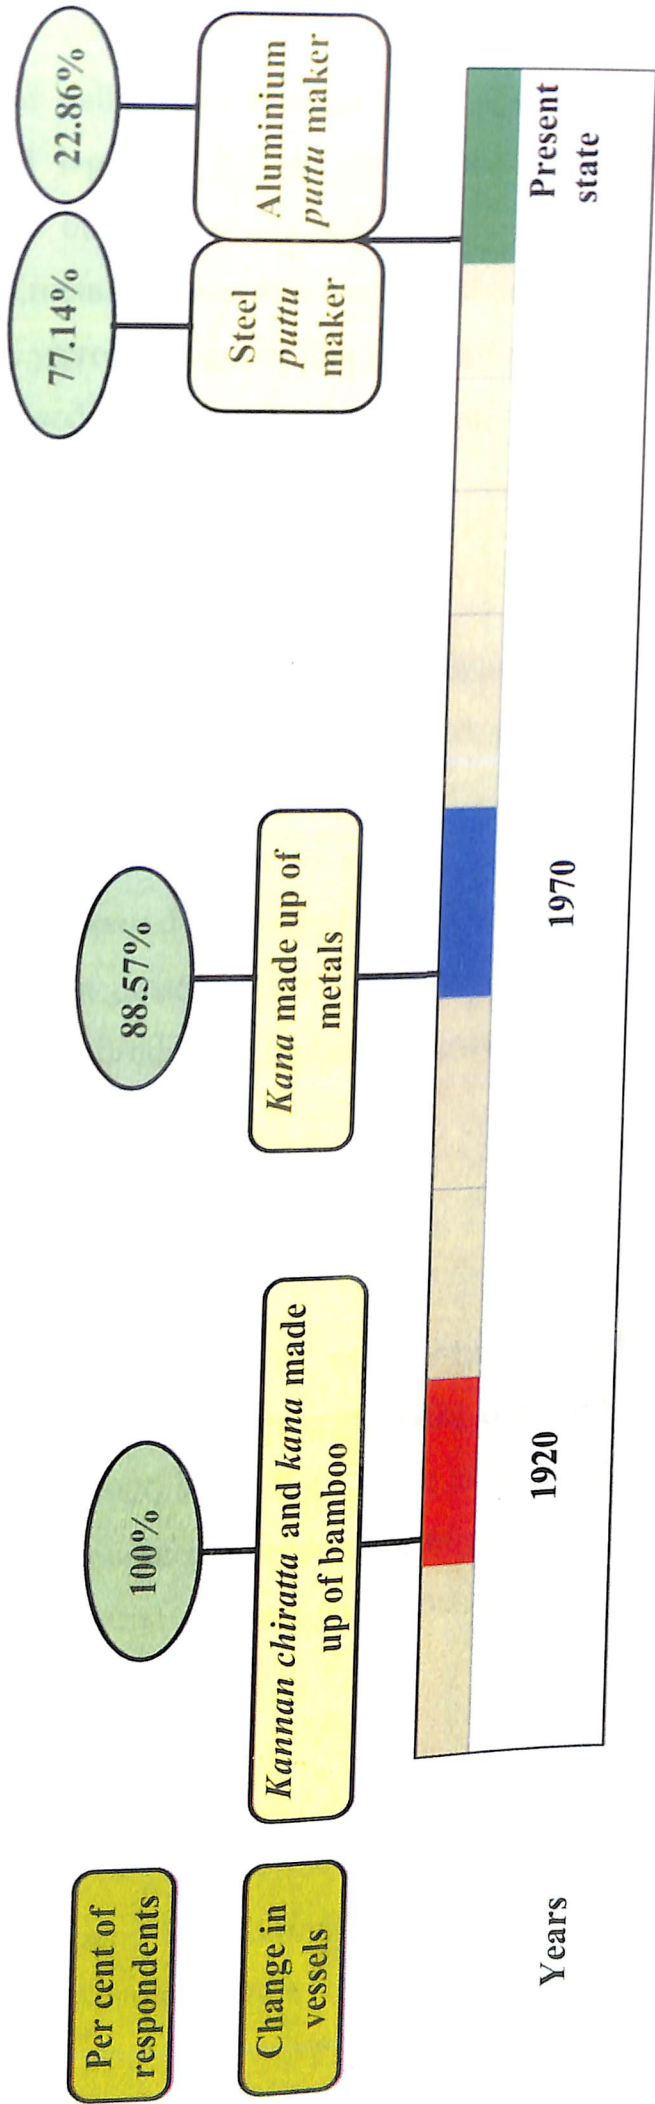 Per cent of
respondents
100%
88.57%
77.14%
22.86%
Change in
vessels
Kannan chiratta and kana made
up of bamboo
Kana made up of
metals
Steel
puttu
maker
Aluminium
puttu maker
Years
1920
1970
Present
state